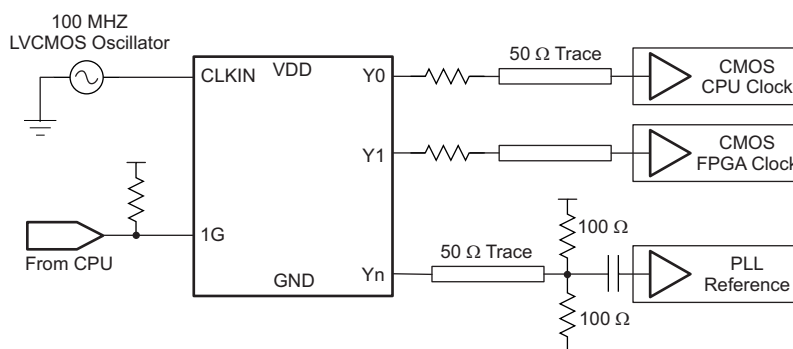 100 MHZ
LVCMOS Oscillator
CLKIN
VDD
Y0
50 Ω Trace
CMOS
CPU Clock
Y1
CMOS
FPGA Clock
From CPU
1G
GND
Yn
50 Ω Trace
100 Ω
100 Ω
PLL
Reference